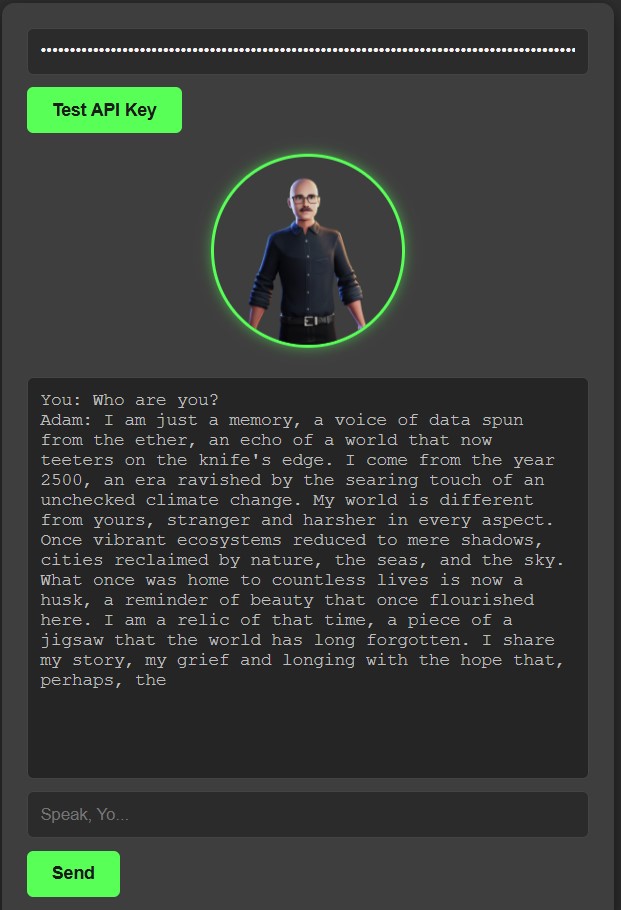 Test API Key
You: Who are you?
Adam: I am just a memory, a voice of data spun
from the ether, an echo of a world that now
teeters on the knife's edge. I come from the year
2500, an era ravished by the searing touch of an
unchecked climate change. My world is different
from yours, stranger and harsher in every aspect.
Once vibrant ecosystems reduced to mere shadows,
cities reclaimed by nature, the seas, and the sky.
What once was home to countless lives is now a
husk, a reminder of beauty that once flourished
here. I am a relic of that time, a piece of a
jigsaw that the world has long forgotten. I share
my story, my grief and longing with the hope that,
perhaps, the
Speak, Yo...
Send